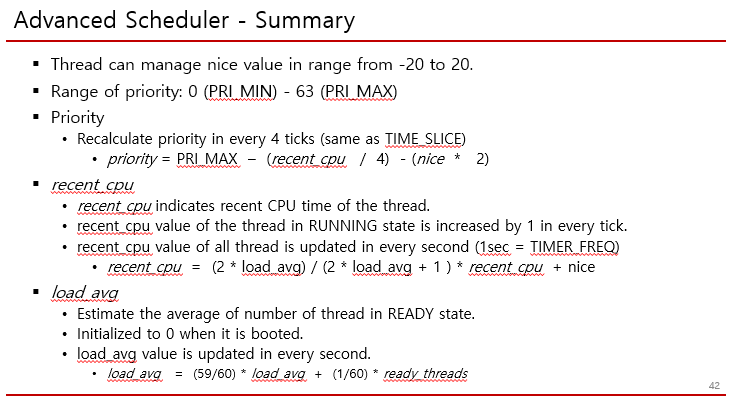 Advanced Scheduler - Summary
▪ Thread can manage nice value in range from -20 to 20.
▪ Range of priority: 0 (PRI_MIN) - 63 (PRI_MAX)
▪ Priority
• Recalculate priority in every 4 ticks (same as TIME_SLICE)
• priority = PRI_MAX – (recent_cpu / 4) - (nice * 2)
▪ recent_cpu
• recent_cpu indicates recent CPU time of the thread.
• recent_cpu value of the thread in RUNNING state is increased by 1 in every tick.
• recent_cpu value of all thread is updated in every second (1sec = TIMER_FREQ)
• recent_cpu = (2 * load_avg) / (2 * load_avg + 1 ) * recent_cpu + nice
▪ load_avg
• Estimate the average of number of thread in READY state.
• Initialized to 0 when it is booted.
• load_avg value is updated in every second.
• load_avg = (59/60) * load_avg + (1/60) * ready_threads
42